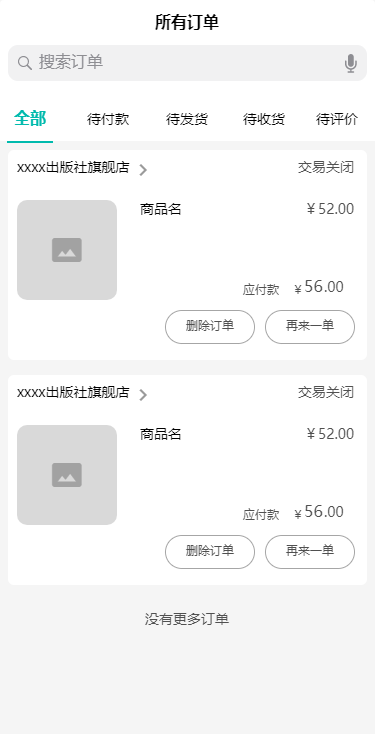 所有订单
搜索订单
全部 待付款 待发货 待收货 待评价
xxxx出版社旗舰店 交易关闭
商品名 ¥52.00
应付款 ¥56.00
删除订单 再来一单
xxxx出版社旗舰店 交易关闭
商品名 ¥52.00
应付款 ¥56.00
删除订单 再来一单
没有更多订单